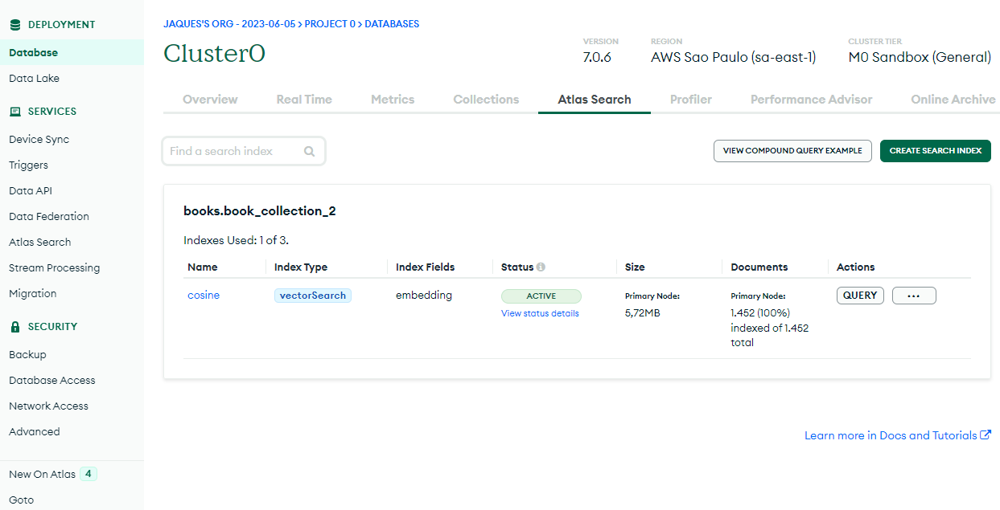 DEPLOYMENT
Database
Data Lake
SERVICES
Device Sync
Triggers
Data API
Data Federation
Atlas Search
Stream Processing
Migration
SECURITY
Backup
Database Access
Network Access
Advanced
New On Atlas 4
Goto
JAQUES'S ORG - 2023-06-05 > PROJECT 0 > DATABASES
Cluster0
VERSION
7.0.6
REGION
AWS Sao Paulo (sa-east-1)
CLUSTER TIER
M0 Sandbox (General)
Overview Real Time Metrics Collections Atlas Search Profiler Performance Advisor Online Archive
Find a search index
VIEW COMPOUND QUERY EXAMPLE
CREATE SEARCH INDEX
books.book_collection_2
Indexes Used: 1 of 3.
Name Index Type Index Fields Status Size Documents Actions
cosine
vectorSearch
embedding
ACTIVE
View status details
Primary Node:
5,72MB
Primary Node:
1.452 (100%)
indexed of 1.452
total
QUERY
...
Learn more in Docs and Tutorials